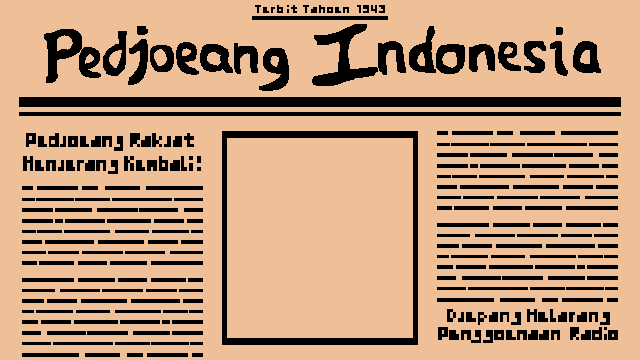 Terbit Tahoen 1943
Pedjoeang Indonesia
Pedjoeang Rakjat
Menjerang Kembali!
Djepang Melarang
Penggoenaan Radio